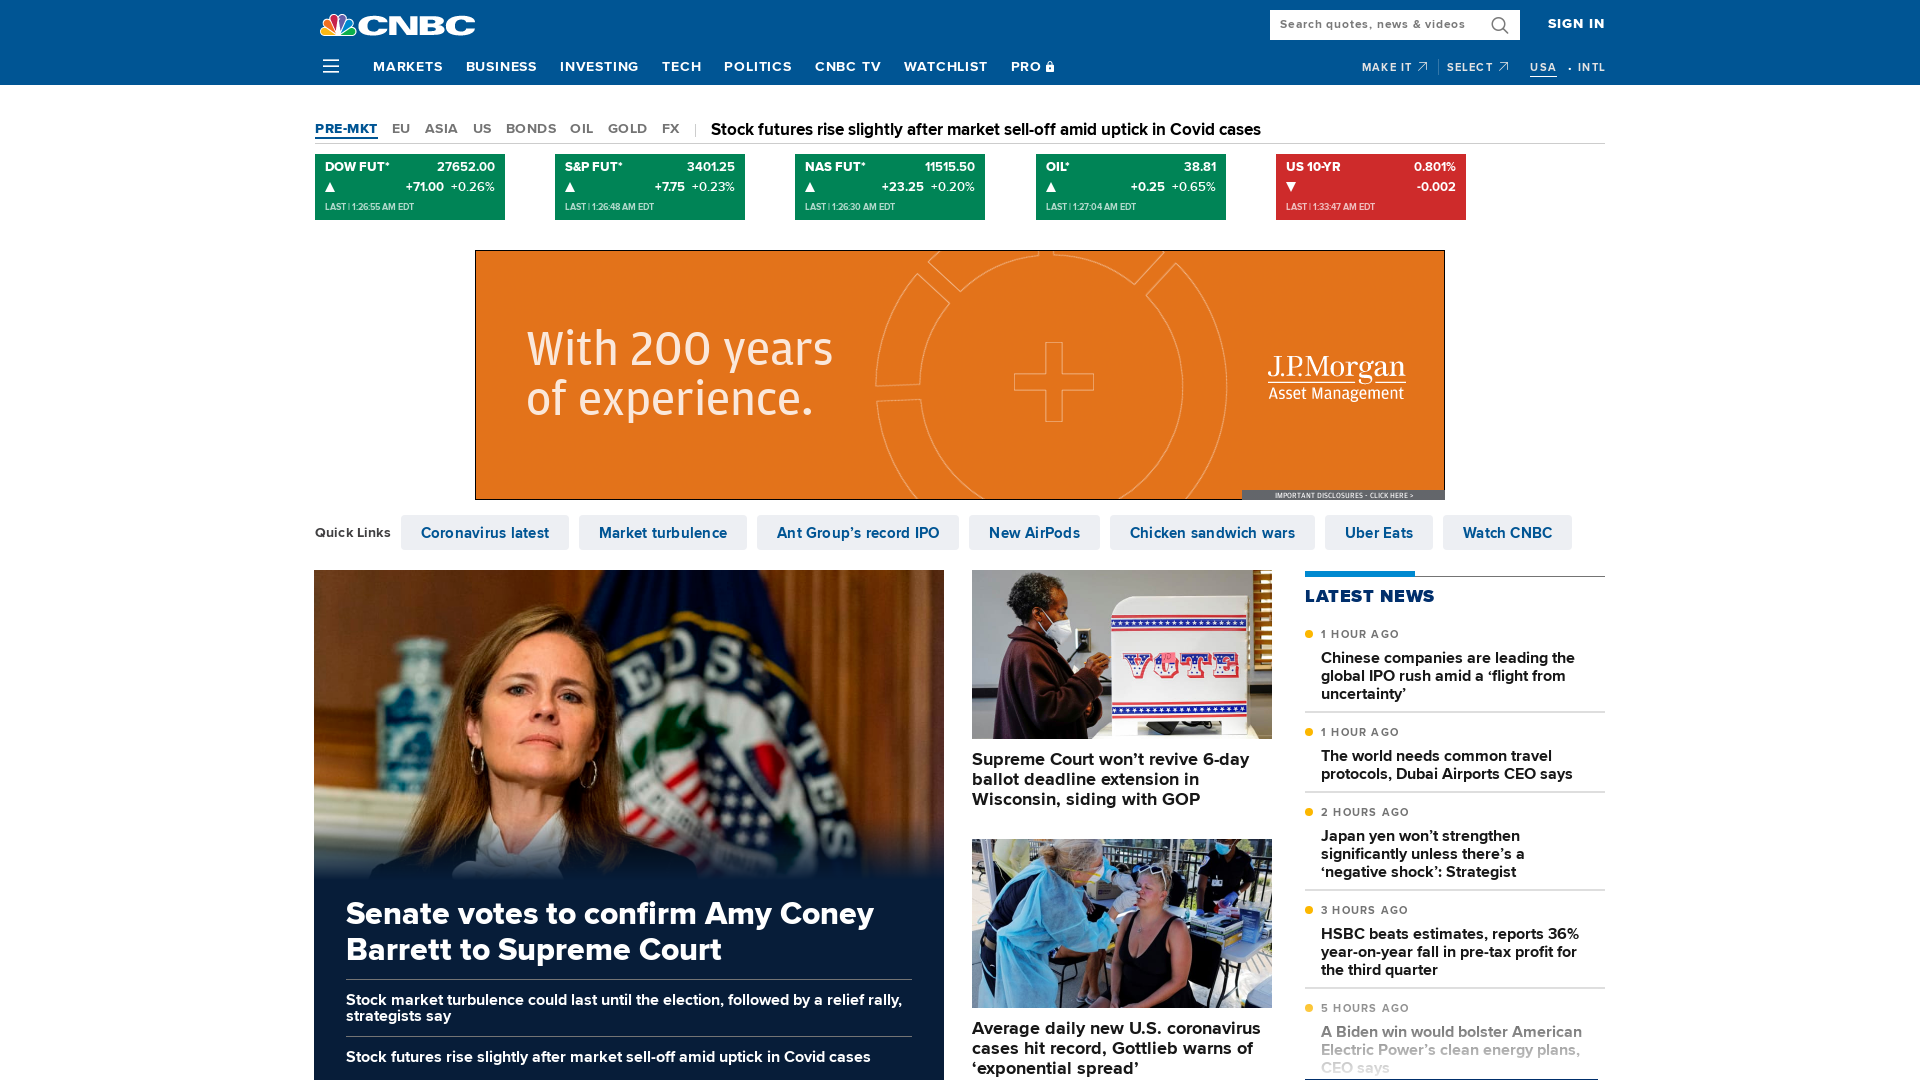 CNBC
Search quotes, news & videos
SIGN IN
MARKETS BUSINESS INVESTING TECH POLITICS CNBC TV WATCHLIST PRO
MAKE IT SELECT USA • INTL
PRE-MKT EU ASIA US BONDS OIL GOLD FX
Stock futures rise slightly after market sell-off amid uptick in Covid cases
DOW FUT* 27652.00
+71.00 +0.26%
LAST | 1:26:55 AM EDT
S&P FUT* 3401.25
+7.75 +0.23%
LAST | 1:26:48 AM EDT
NAS FUT* 11515.50
+23.25 +0.20%
LAST | 1:26:30 AM EDT
OIL* 38.81
+0.25 +0.65%
LAST | 1:27:04 AM EDT
US 10-YR 0.801%
-0.002
LAST | 1:33:47 AM EDT
With 200 years
of experience.
J.P.Morgan
Asset Management
IMPORTANT DISCLOSURES - CLICK HERE >
Quick Links
Coronavirus latest
Market turbulence
Ant Group’s record IPO
New AirPods
Chicken sandwich wars
Uber Eats
Watch CNBC
Senate votes to confirm Amy Coney
Barrett to Supreme Court
Stock market turbulence could last until the election, followed by a relief rally,
strategists say
Stock futures rise slightly after market sell-off amid uptick in Covid cases
VOTE
Supreme Court won’t revive 6-day
ballot deadline extension in
Wisconsin, siding with GOP
Average daily new U.S. coronavirus
cases hit record, Gottlieb warns of
‘exponential spread’
LATEST NEWS
1 HOUR AGO
Chinese companies are leading the
global IPO rush amid a ‘flight from
uncertainty’
1 HOUR AGO
The world needs common travel
protocols, Dubai Airports CEO says
2 HOURS AGO
Japan yen won’t strengthen
significantly unless there’s a
‘negative shock’: Strategist
3 HOURS AGO
HSBC beats estimates, reports 36%
year-on-year fall in pre-tax profit for
the third quarter
5 HOURS AGO
A Biden win would bolster American
Electric Power’s clean energy plans,
CEO says